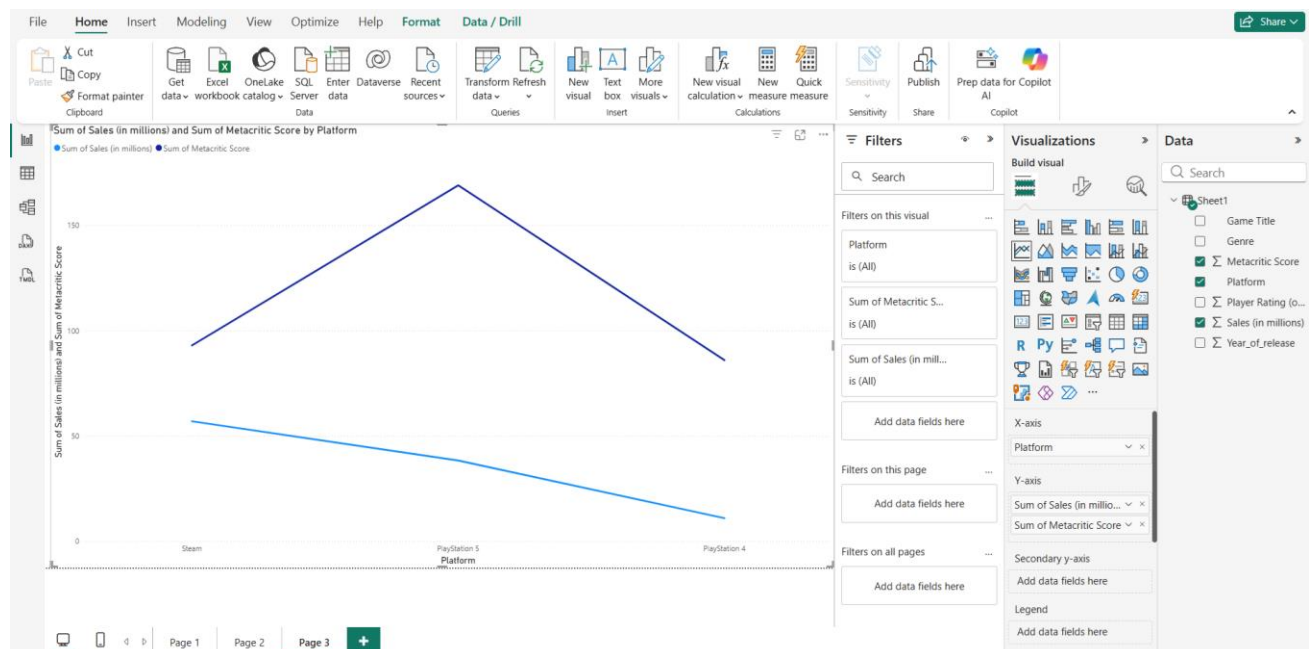 File Home Insert Modeling View Optimize Help Format Data / Drill Share
Paste
Cut
Copy
Format painter
Clipboard
Get data
Excel workbook
OneLake catalog
SQL Server
Enter data
Dataverse
Recent sources
Data
Transform data
Refresh
Queries
New visual
Text box
More visuals
Insert
New visual calculation
New measure
Quick measure
Calculations
Sensitivity
Sensitivity
Publish
Share
Prep data for AI
Copilot
Copilot
Sum of Sales (in millions) and Sum of Metacritic Score by Platform
Sum of Sales (in millions) Sum of Metacritic Score
Sum of Sales (in millions) and Sum of Metacritic Score
150
100
50
0
Steam PlayStation 5 PlayStation 4
Platform
Page 1 Page 2 Page 3 +
Filters
Search
Filters on this visual ...
Platform
is (All)
Sum of Metacritic S...
is (All)
Sum of Sales (in mill...
is (All)
Add data fields here
Filters on this page ...
Add data fields here
Filters on all pages ...
Add data fields here
Visualizations
Build visual
123
R Py
...
X-axis
Platform
Y-axis
Sum of Sales (in millio...
Sum of Metacritic Score
Secondary y-axis
Add data fields here
Legend
Add data fields here
Data
Search
Sheet1
Game Title
Genre
∑ Metacritic Score
Platform
∑ Player Rating (o...
∑ Sales (in millions)
∑ Year_of_release